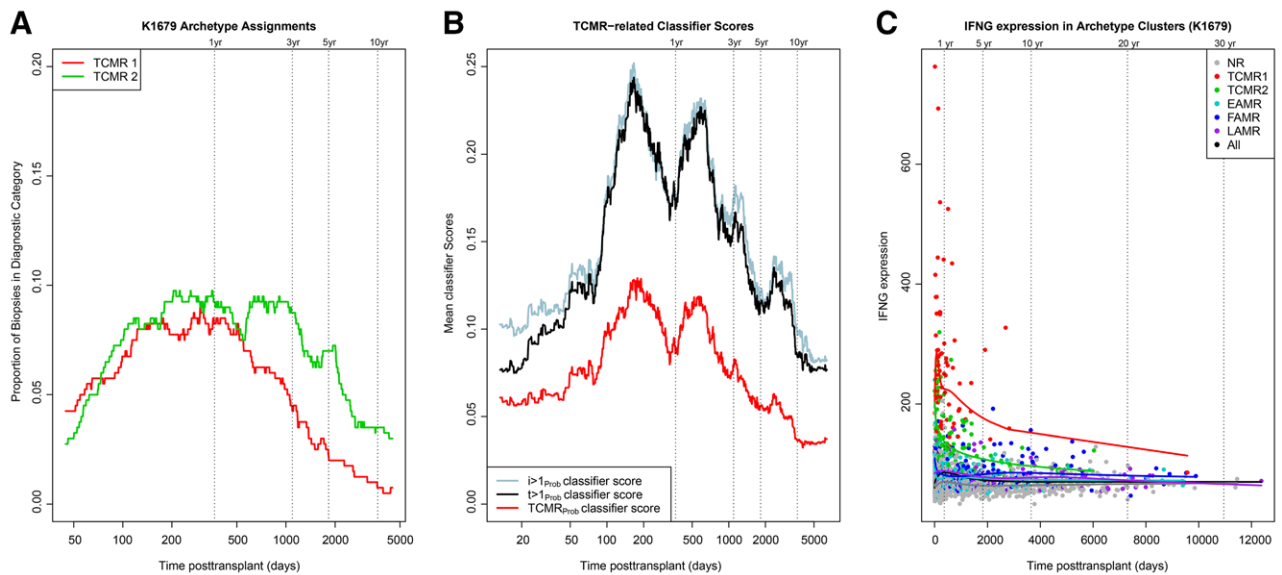 A
K1679 Archetype Assignments
1yr 3yr 5yr 10yr
TCMR 1
TCMR 2
Proportion of Biopsies in Diagnostic Category
0.20
0.15
0.10
0.05
0.00
50 100 200 500 1000 2000 5000
Time posttransplant (days)
B
TCMR−related Classifier Scores
1yr 3yr 5yr 10yr
Mean classifier Scores
0.25
0.20
0.15
0.10
0.05
0.00
i>1Prob classifier score
t>1Prob classifier score
TCMRProb classifier score
20 50 100 200 500 1000 2000 5000
Time posttransplant (days)
C
IFNG expression in Archetype Clusters (K1679)
1 yr 5 yr 10 yr 20 yr 30 yr
NR
TCMR1
TCMR2
EAMR
FAMR
LAMR
All
IFNG expression
600
400
200
0 2000 4000 6000 8000 10000 12000
Time posttransplant (days)